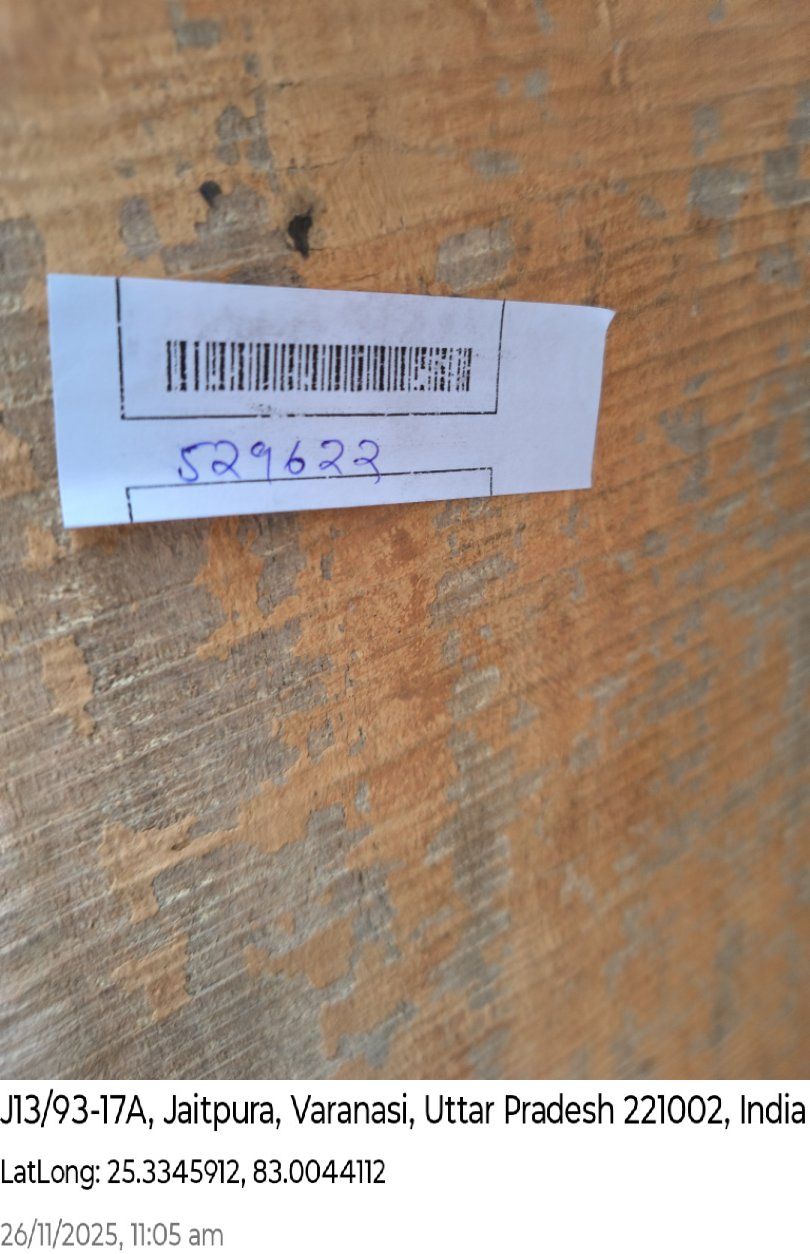 529622
J13/93-17A, Jaitpura, Varanasi, Uttar Pradesh 221002, India
LatLong: 25.3345912, 83.0044112
26/11/2025, 11:05 am